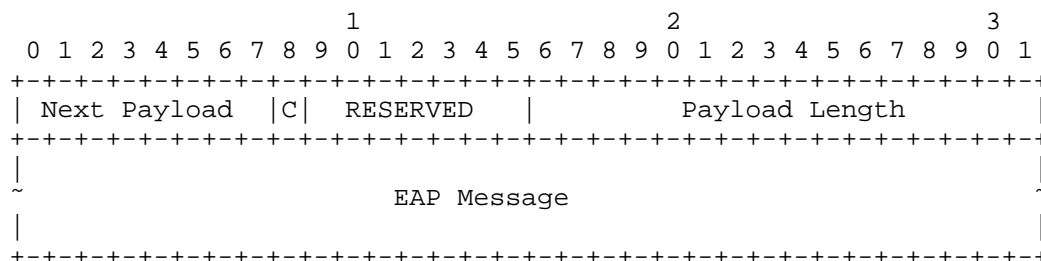 1                   2                   3
 0 1 2 3 4 5 6 7 8 9 0 1 2 3 4 5 6 7 8 9 0 1 2 3 4 5 6 7 8 9 0 1
+-+-+-+-+-+-+-+-+-+-+-+-+-+-+-+-+-+-+-+-+-+-+-+-+-+-+-+-+-+-+-+-+
| Next Payload  |C|  RESERVED   |         Payload Length        |
+-+-+-+-+-+-+-+-+-+-+-+-+-+-+-+-+-+-+-+-+-+-+-+-+-+-+-+-+-+-+-+-+
|                                                               |
~                       EAP Message                             ~
|                                                               |
+-+-+-+-+-+-+-+-+-+-+-+-+-+-+-+-+-+-+-+-+-+-+-+-+-+-+-+-+-+-+-+-+